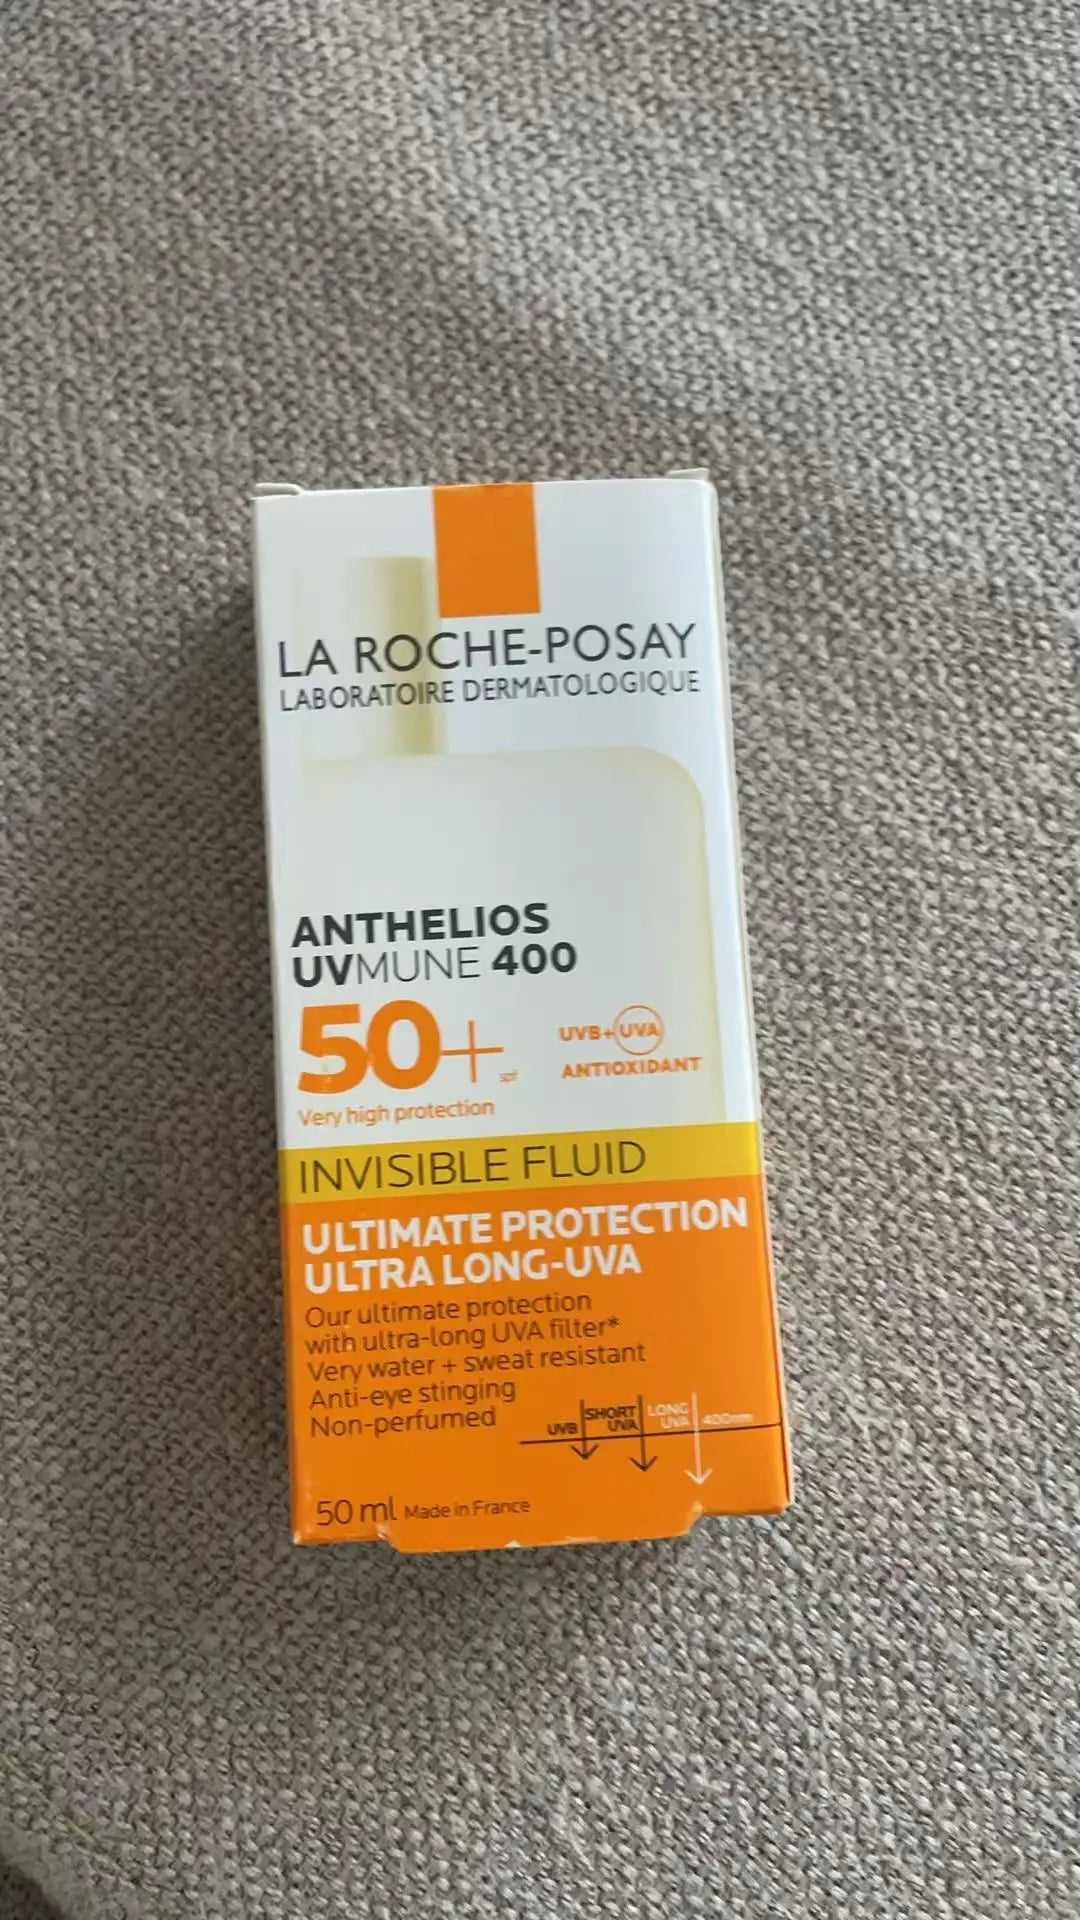 LA ROCHE-POSAY
LABORATOIRE DERMATOLOGIQUE
ANTHELIOS
UVMUNE 400
50+ spf
Very high protection
UVB+UVA
ANTIOXIDANT
INVISIBLE FLUID
ULTIMATE PROTECTION
ULTRA LONG-UVA
Our ultimate protection
with ultra-long UVA filter*
Very water + sweat resistant
Anti-eye stinging
Non-perfumed
UVB
SHORT
UVA
LONG
UVA
400nm
50 ml Made in France